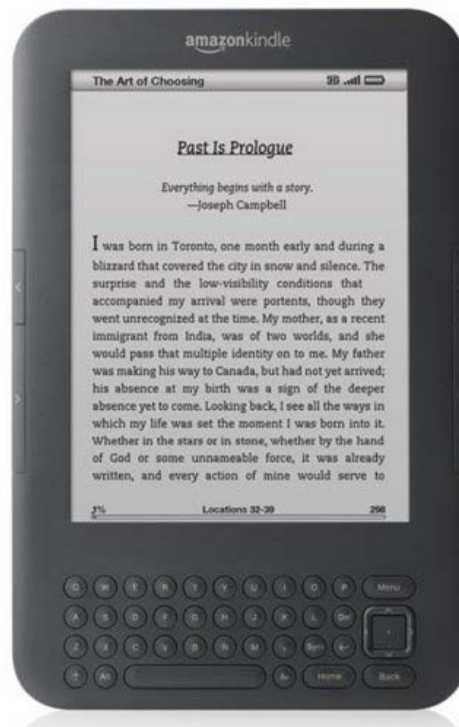 amazonkindle
The Art of Choosing 3G
Past Is Prologue
Everything begins with a story.
—Joseph Campbell
I was born in Toronto, one month early and during a
blizzard that covered the city in snow and silence. The
surprise and the low-visibility conditions that
accompanied my arrival were portents, though they
went unrecognized at the time. My mother, as a recent
immigrant from India, was of two worlds, and she
would pass that multiple identity on to me. My father
was making his way to Canada, but had not yet arrived;
his absence at my birth was a sign of the deeper
absence yet to come. Looking back, I see all the ways in
which my life was set the moment I was born into it.
Whether in the stars or in stone, whether by the hand
of God or some unnameable force, it was already
written, and every action of mine would serve to
1% Locations 32-39 298
Q W E R T Y U I O P Menu
A S D F G H J K L Del
Z X C V B N M . Sym
Alt Aa Home Back